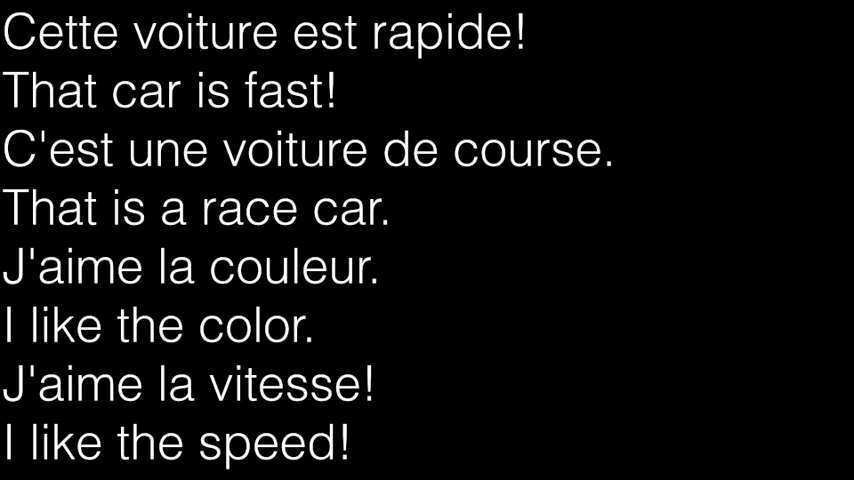 Cette voiture est rapide!
That car is fast!
C'est une voiture de course.
That is a race car.
J'aime la couleur.
I like the color.
J'aime la vitesse!
I like the speed!